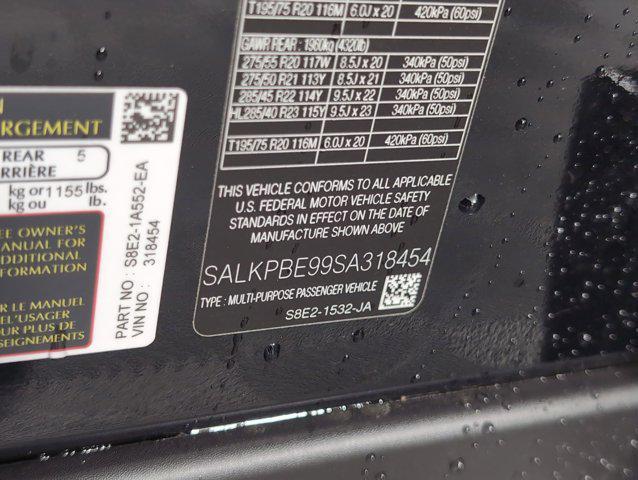 T195/75 R20 116M 6.0J x 20 420kPa (60psi)
GAWR REAR : 1960kg (4320lb)
275/55 R20 117W 8.5J x 20 340kPa (50psi)
275/50 R21 113Y 8.5J x 21 340kPa (50psi)
285/45 R22 114Y 9.5J x 22 340kPa (50psi)
HL285/40 R23 115Y 9.5J x 23 340kPa (50psi)
T195/75 R20 116M 6.0J x 20 420kPa (60psi)
THIS VEHICLE CONFORMS TO ALL APPLICABLE
U.S. FEDERAL MOTOR VEHICLE SAFETY
STANDARDS IN EFFECT ON THE DATE OF
MANUFACTURE SHOWN ABOVE
SALKPBE99SA318454
TYPE : MULTI-PURPOSE PASSENGER VEHICLE
S8E2-1532-JA
N
RGEMENT
REAR 5
RRIÈRE
kg or 1155 lbs.
kg ou lb.
EE OWNER'S
ANUAL FOR
ADDITIONAL
FORMATION
R LE MANUEL
L'USAGER
UR PLUS DE
IGNEMENTS
PART NO : S8E2-1A552-EA
VIN NO : 318454